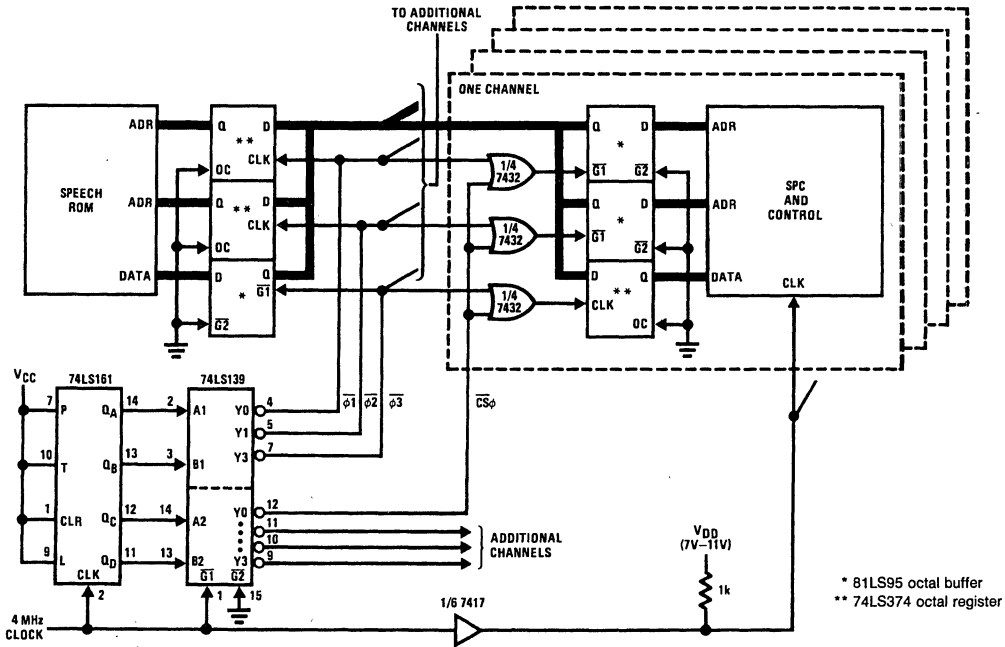 TO ADDITIONAL
CHANNELS
ONE CHANNEL
SPEECH
ROM
ADR
ADR
DATA
Q D
**
CLK
OC
Q D
**
CLK
OC
D Q
*
G1
G2
1/4
7432
1/4
7432
1/4
7432
Q D
*
G1 G2
Q D
*
G1
G2
D Q
**
CLK
OC
ADR
ADR
DATA
SPC
AND
CONTROL
CLK
VCC
74LS161
7 P QA 14
10 T QB 13
1 CLR QC 12
9 L QD 11
CLK
2
74LS139
2 A1 Y0 4
Y1 5
3 B1 Y3 7
14 A2 Y0 12
11
10
13 B2 Y3 9
G1 G2
1 15
ϕ1 ϕ2 ϕ3
CSϕ
ADDITIONAL
CHANNELS
4 MHz
CLOCK
1/6 7417
VDD
(7V–11V)
1k
* 81LS95 octal buffer
** 74LS374 octal register